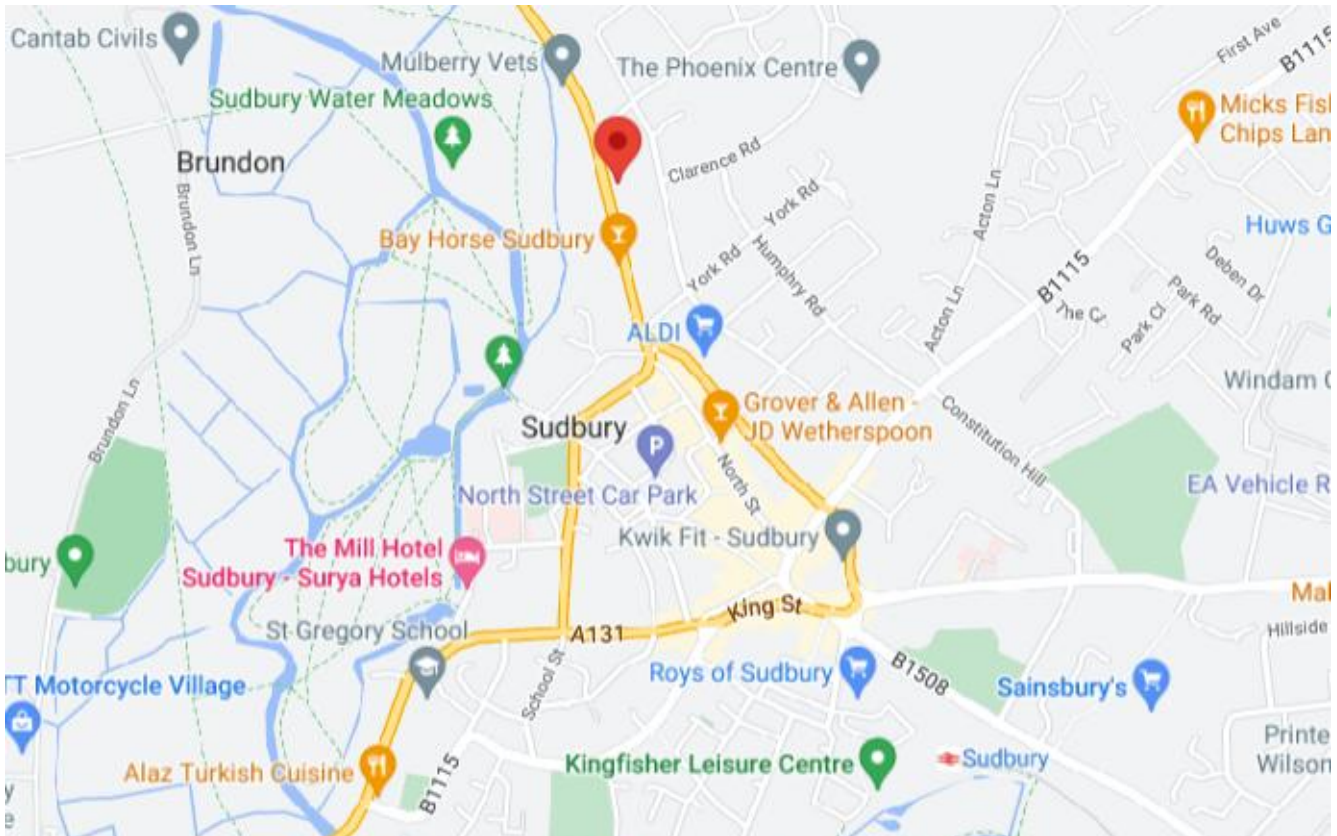 Cantab Civils
Mulberry Vets
The Phoenix Centre
First Ave
B1115
Sudbury Water Meadows
Micks Fish
Chips Lan
Brundon
Clarence Rd
Brundon Ln
Bay Horse Sudbury
York Rd
York Rd
Humphry Rd
Acton Ln
Huws G
Deben Dr
B1115
Park Rd
Park Cl
ALDI
Acton Ln
Windam
Brundon Ln
Grover & Allen -
JD Wetherspoon
Constitution Hill
Sudbury
North Street Car Park
North St
EA Vehicle R
Kwik Fit - Sudbury
The Mill Hotel
Sudbury - Surya Hotels
bury
King St
A131
St Gregory School
Hillside
School St
Roys of Sudbury
B1508
Sainsbury's
TT Motorcycle Village
Kingfisher Leisure Centre
Sudbury
Printe
Wilson
Alaz Turkish Cuisine
B1115